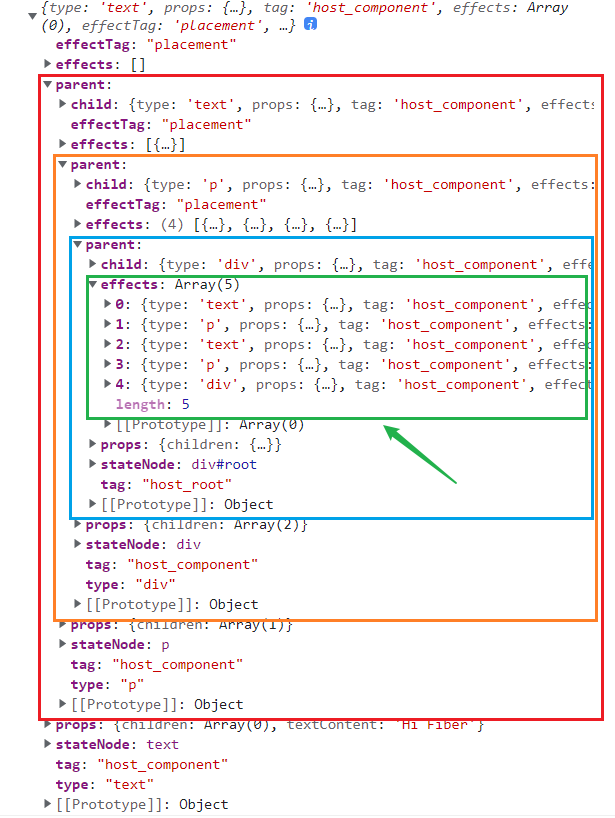 {type: 'text', props: {…}, tag: 'host_component', effects: Array
(0), effectTag: 'placement', …}
effectTag: "placement"
effects: []
parent:
child: {type: 'text', props: {…}, tag: 'host_component', effects
effectTag: "placement"
effects: [{…}]
parent:
child: {type: 'p', props: {…}, tag: 'host_component', effects:
effectTag: "placement"
effects: (4) [{…}, {…}, {…}, {…}]
parent:
child: {type: 'div', props: {…}, tag: 'host_component', effe
effects: Array(5)
0: {type: 'text', props: {…}, tag: 'host_component', effec
1: {type: 'p', props: {…}, tag: 'host_component', effects:
2: {type: 'text', props: {…}, tag: 'host_component', effec
3: {type: 'p', props: {…}, tag: 'host_component', effects:
4: {type: 'div', props: {…}, tag: 'host_component', effect
length: 5
[[Prototype]]: Array(0)
props: {children: {…}}
stateNode: div#root
tag: "host_root"
[[Prototype]]: Object
props: {children: Array(2)}
stateNode: div
tag: "host_component"
type: "div"
[[Prototype]]: Object
props: {children: Array(1)}
stateNode: p
tag: "host_component"
type: "p"
[[Prototype]]: Object
props: {children: Array(0), textContent: 'Hi Fiber'}
stateNode: text
tag: "host_component"
type: "text"
[[Prototype]]: Object